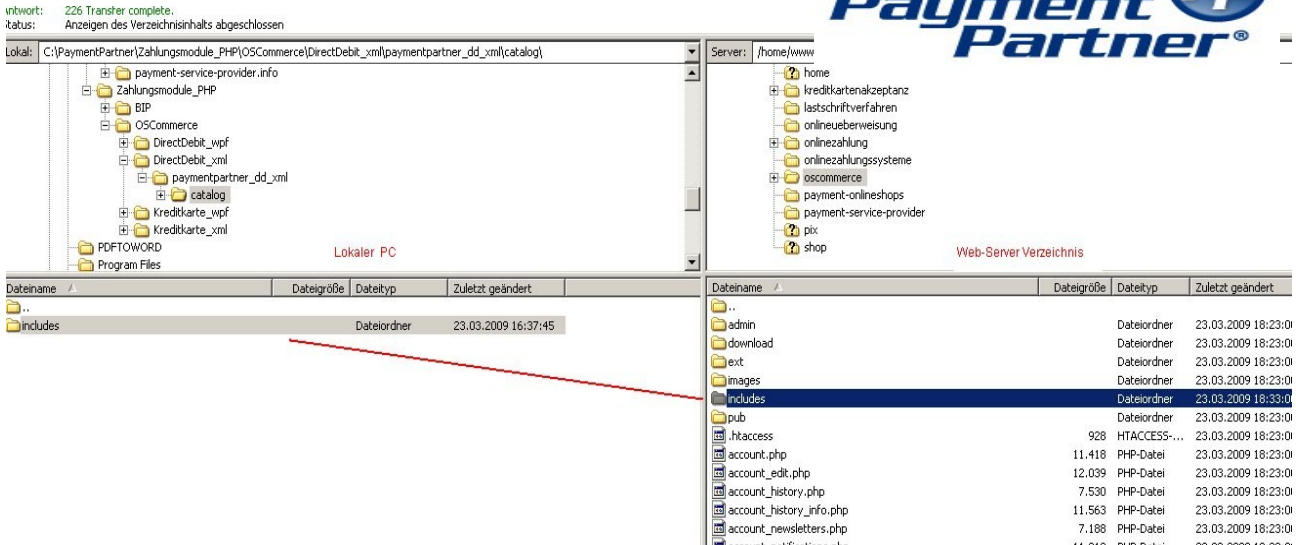 Antwort: 226 Transfer complete.
Status: Anzeigen des Verzeichnisinhalts abgeschlossen
Payment
Partner®
Lokal: C:\PaymentPartner\Zahlungsmodule_PHP\OSCommerce\DirectDebit_xml\paymentpartner_dd_xml\catalog\
payment-service-provider.info
Zahlungsmodule_PHP
BIP
OSCommerce
DirectDebit_wpf
DirectDebit_xml
paymentpartner_dd_xml
catalog
Kreditkarte_wpf
Kreditkarte_xml
PDFTOWORD
Program Files
Lokaler PC
Server: /home/www
home
kreditkartenakzeptanz
lastschriftverfahren
onlineueberweisung
onlinezahlung
onlinezahlungssysteme
oscommerce
payment-onlineshops
payment-service-provider
pix
shop
Web-Server Verzeichnis
Dateiname Dateigröße Dateityp Zuletzt geändert
..
includes Dateiordner 23.03.2009 16:37:45
Dateiname Dateigröße Dateityp Zuletzt geändert
..
admin Dateiordner 23.03.2009 18:23:0
download Dateiordner 23.03.2009 18:23:0
ext Dateiordner 23.03.2009 18:23:0
images Dateiordner 23.03.2009 18:23:0
includes Dateiordner 23.03.2009 18:33:0
pub Dateiordner 23.03.2009 18:23:0
.htaccess 928 HTACCESS-... 23.03.2009 18:23:0
account.php 11.418 PHP-Datei 23.03.2009 18:23:0
account_edit.php 12.039 PHP-Datei 23.03.2009 18:23:0
account_history.php 7.530 PHP-Datei 23.03.2009 18:23:0
account_history_info.php 11.563 PHP-Datei 23.03.2009 18:23:0
account_newsletters.php 7.188 PHP-Datei 23.03.2009 18:23:0